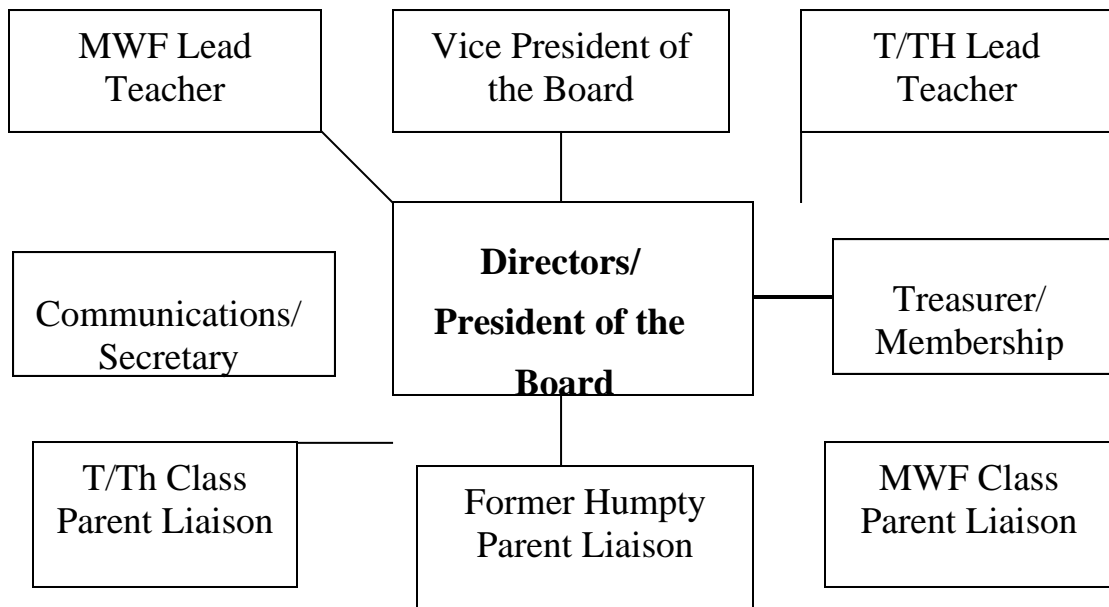 MWF Lead
Teacher
Vice President of
the Board
T/TH Lead
Teacher
Communications/
Secretary
Directors/
President of the
Board
Treasurer/
Membership
T/Th Class
Parent Liaison
Former Humpty
Parent Liaison
MWF Class
Parent Liaison